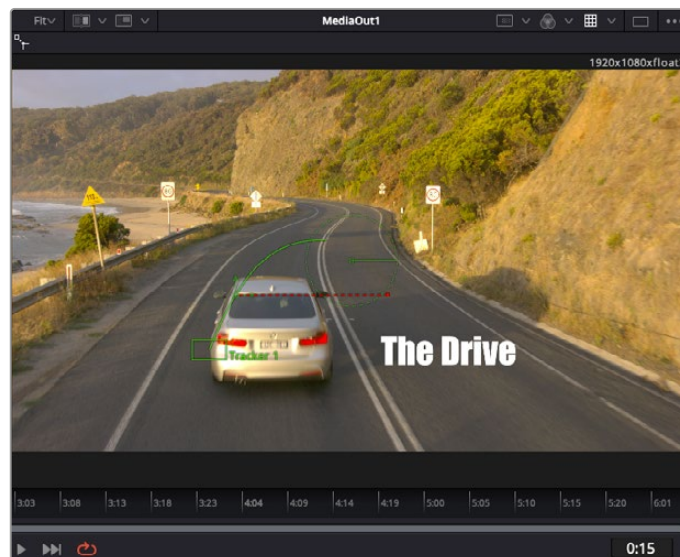 Fit
MediaOut1
1920x1080xfloat
Tracker 1
The Drive
3:03 3:08 3:13 3:18 3:23 4:04 4:09 4:14 4:19 5:00 5:05 5:10 5:15 5:20 6:01
0:15